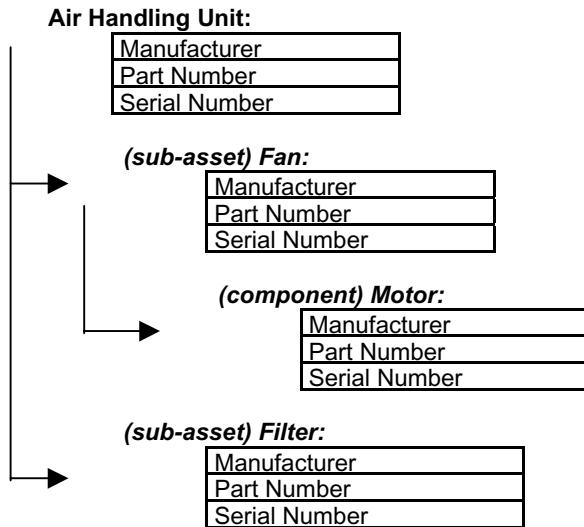 Air Handling Unit:
Manufacturer
Part Number
Serial Number
(sub-asset) Fan:
Manufacturer
Part Number
Serial Number
(component) Motor:
Manufacturer
Part Number
Serial Number
(sub-asset) Filter:
Manufacturer
Part Number
Serial Number